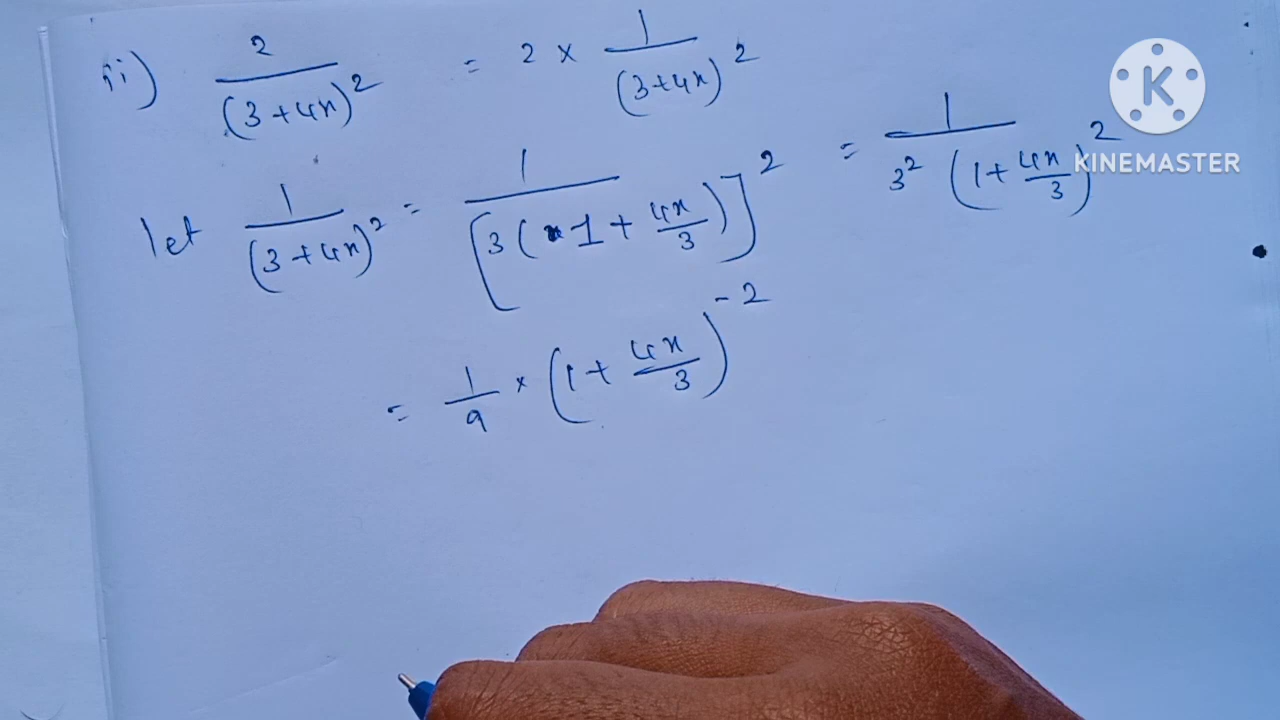 ii) 2/(3+4x)² = 2 × 1/(3+4x)²
let 1/(3+4x)² = 1/[3(1+4x/3)]² = 1/3²(1+4x/3)²
= 1/9 × (1+4x/3)⁻²
K
KINEMASTER